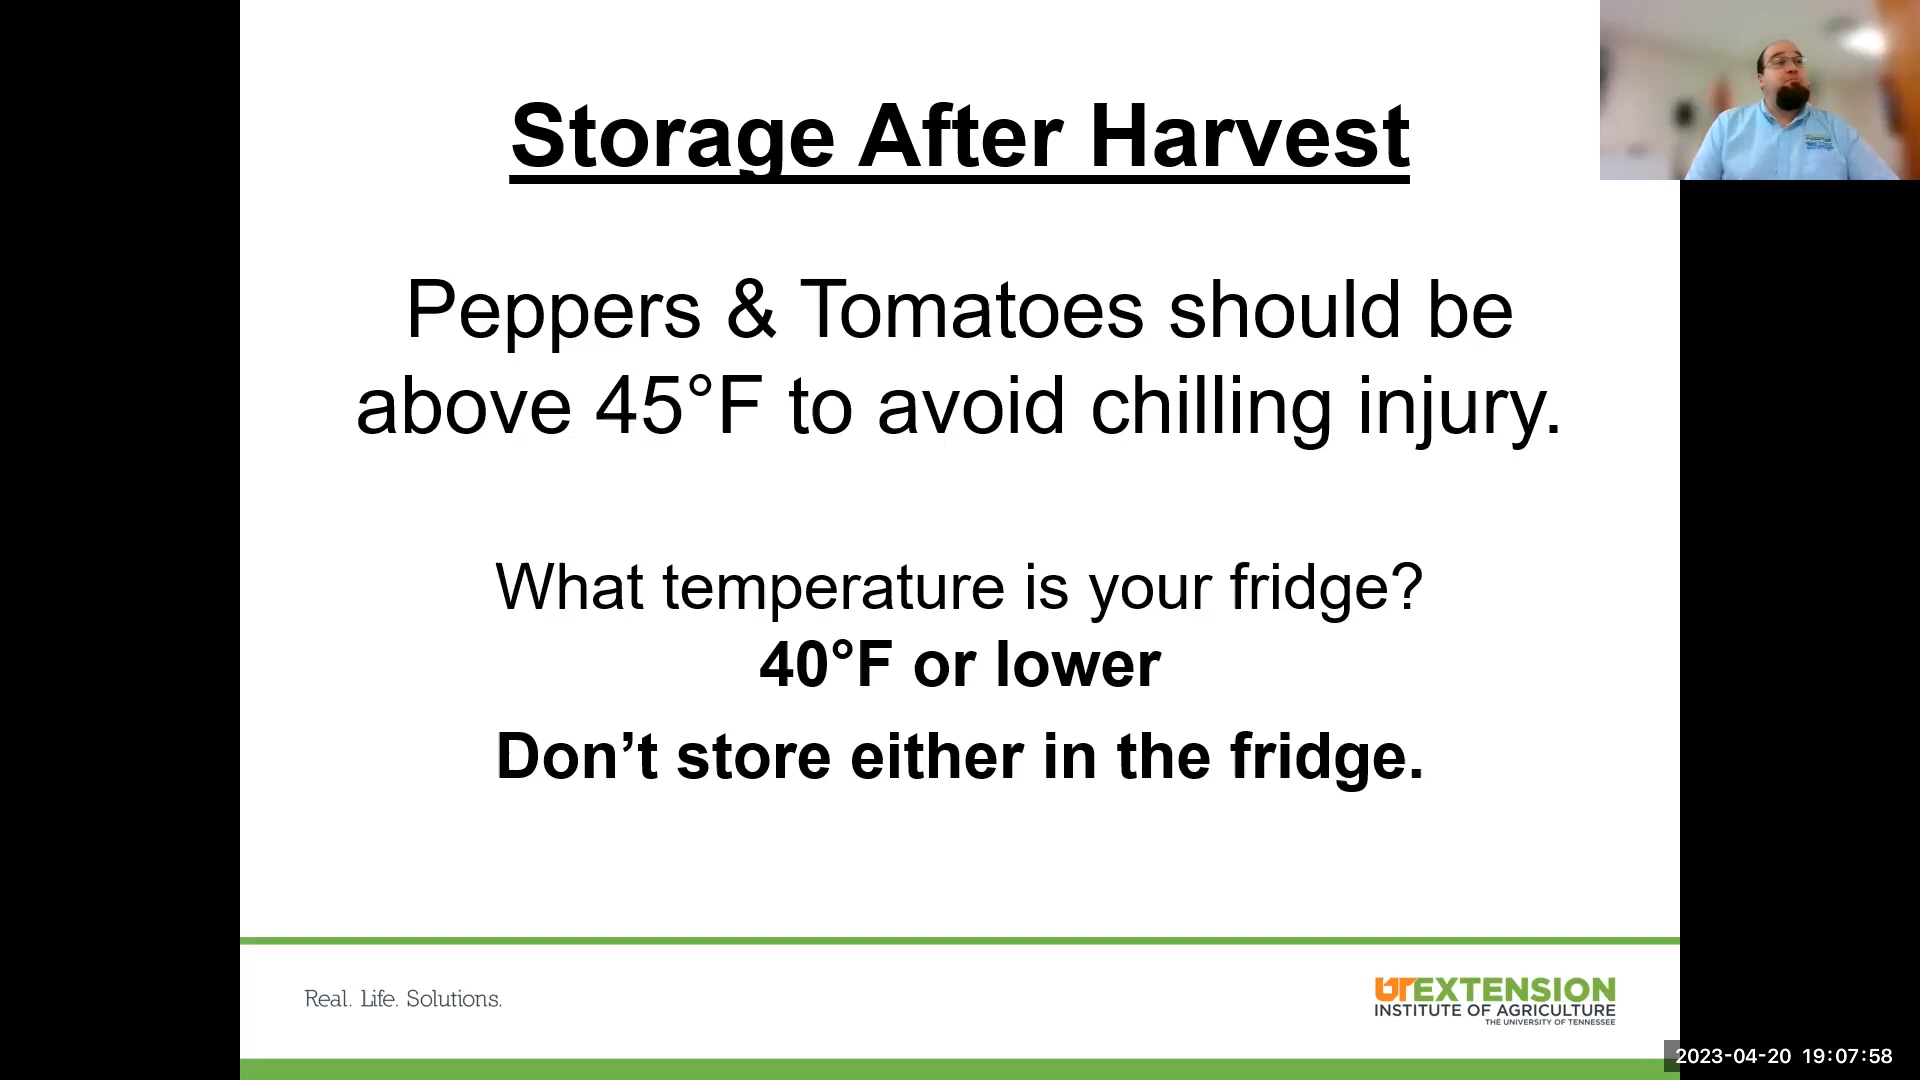 Storage After Harvest
Peppers & Tomatoes should be
above 45°F to avoid chilling injury.
What temperature is your fridge?
40°F or lower
Don’t store either in the fridge.
Real. Life. Solutions.
UTEXTENSION
INSTITUTE OF AGRICULTURE
THE UNIVERSITY OF TENNESSEE
2023-04-20 19:07:58